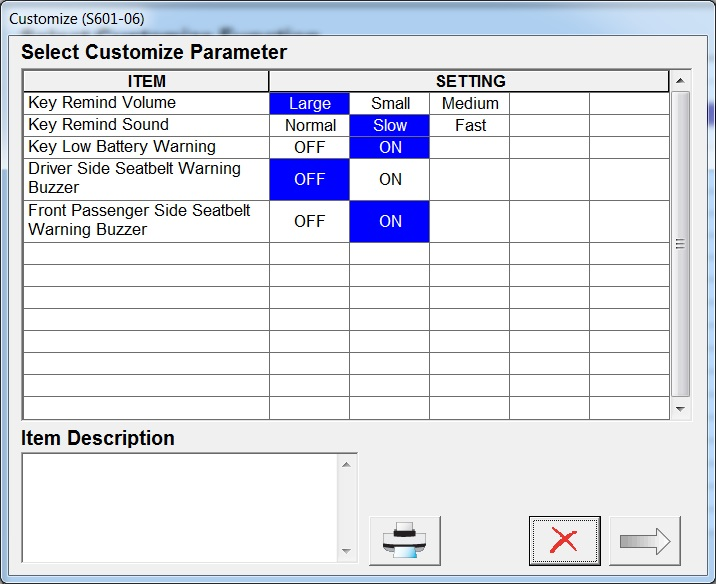 Customize (S601-06)
Select Customize Parameter
ITEM SETTING
Key Remind Volume Large Small Medium
Key Remind Sound Normal Slow Fast
Key Low Battery Warning OFF ON
Driver Side Seatbelt Warning
Buzzer OFF ON
Front Passenger Side Seatbelt
Warning Buzzer OFF ON
Item Description